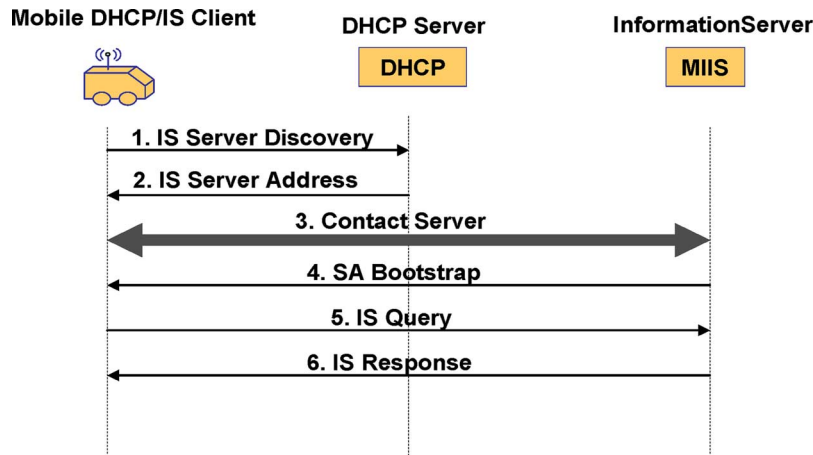 Mobile DHCP/IS Client
DHCP Server
InformationServer
DHCP
MIIS
1. IS Server Discovery
2. IS Server Address
3. Contact Server
4. SA Bootstrap
5. IS Query
6. IS Response